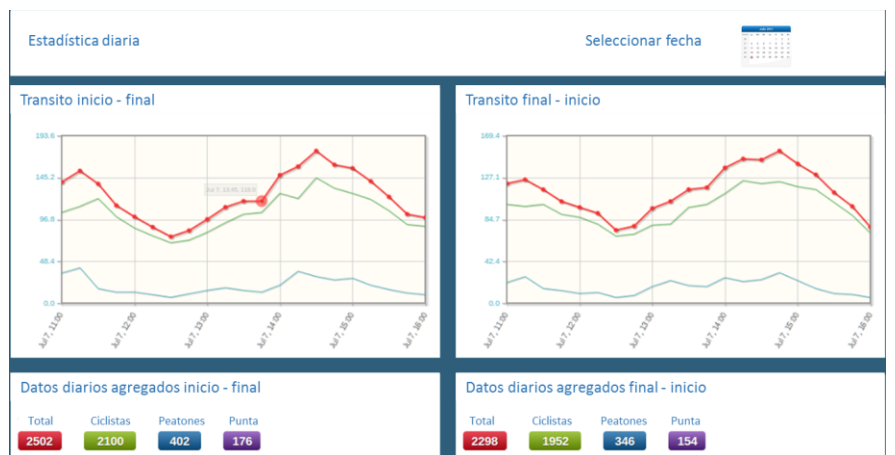 Estadística diaria
Seleccionar fecha
Transito inicio - final
193.6
145.2
96.8
48.4
0.0
Jul 7, 11:00
Jul 7, 12:00
Jul 7, 13:00
Jul 7, 14:00
Jul 7, 15:00
Jul 7, 16:00
Transito final - inicio
169.4
127.1
84.7
42.4
0.0
Jul 7, 11:00
Jul 7, 12:00
Jul 7, 13:00
Jul 7, 14:00
Jul 7, 15:00
Jul 7, 16:00
Datos diarios agregados inicio - final
Total Ciclistas Peatones Punta
2502 2100 402 176
Datos diarios agregados final - inicio
Total Ciclistas Peatones Punta
2298 1952 346 154